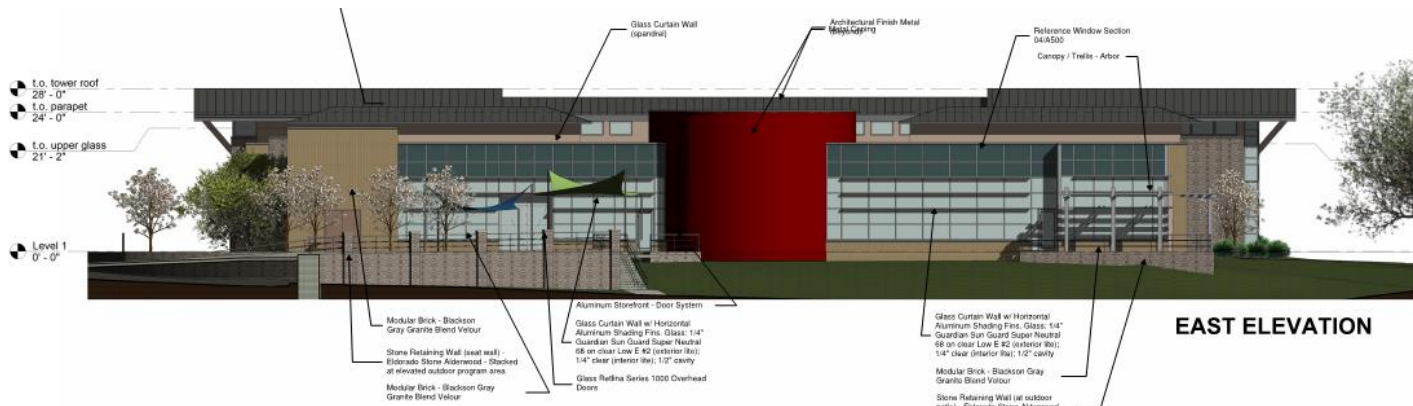 Glass Curtain Wall
(spandrel)
Architectural Finish Metal
(Beyond)
Metal Coping
Reference Window Section
04/A500
Canopy / Trellis - Arbor
t.o. tower roof
28' - 0"
t.o. parapet
24' - 0"
t.o. upper glass
21' - 2"
Level 1
0' - 0"
Modular Brick - Blackson
Gray Granite Blend Velour
Stone Retaining Wall (seat wall) -
Eldorado Stone Alderwood - Stacked
at elevated outdoor program area
Modular Brick - Blackson Gray
Granite Blend Velour
Aluminum Storefront - Door System
Glass Curtain Wall w/ Horizontal
Aluminum Shading Fins. Glass: 1/4"
Guardian Sun Guard Super Neutral
68 on clear Low E #2 (exterior lite);
1/4" clear (interior lite); 1/2" cavity
Glass Retlina Series 1000 Overhead
Doors
Glass Curtain Wall w/ Horizontal
Aluminum Shading Fins. Glass: 1/4"
Guardian Sun Guard Super Neutral
68 on clear Low E #2 (exterior lite);
1/4" clear (interior lite); 1/2" cavity
Modular Brick - Blackson Gray
Granite Blend Velour
Stone Retaining Wall (at outdoor
EAST ELEVATION